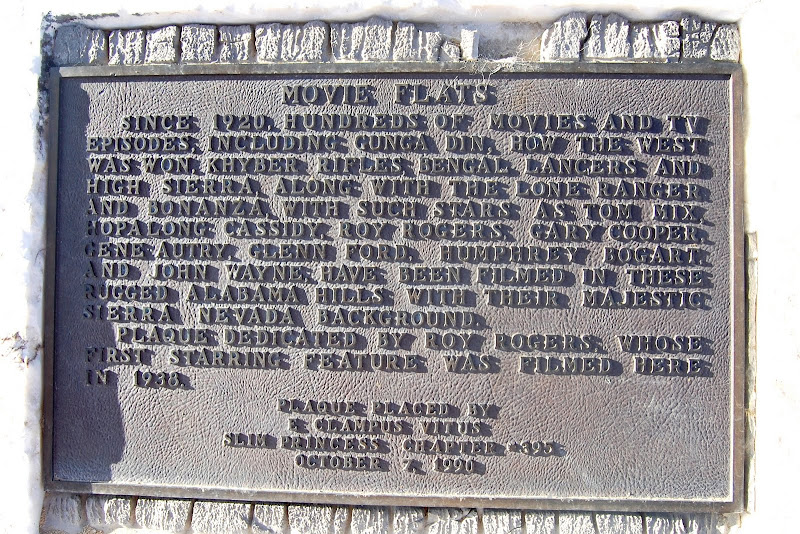 MOVIE FLATS
SINCE 1920, HUNDREDS OF MOVIES AND TV
EPISODES, INCLUDING GUNGA DIN, HOW THE WEST
WAS WON, KHYBER RIFLES, BENGAL LANCERS AND
HIGH SIERRA, ALONG WITH THE LONE RANGER
AND BONANZA, WITH SUCH STARS AS TOM MIX,
HOPALONG CASSIDY, ROY ROGERS, GARY COOPER,
GENE AUTRY, GLENN FORD, HUMPHREY BOGART,
AND JOHN WAYNE, HAVE BEEN FILMED IN THESE
RUGGED ALABAMA HILLS WITH THEIR MAJESTIC
SIERRA NEVADA BACKGROUND.
PLAQUE DEDICATED BY ROY ROGERS, WHOSE
FIRST STARRING FEATURE WAS FILMED HERE
IN 1938.
PLAQUE PLACED BY
E CLAMPUS VITUS
SLIM PRINCESS CHAPTER #395
OCTOBER 7, 1990